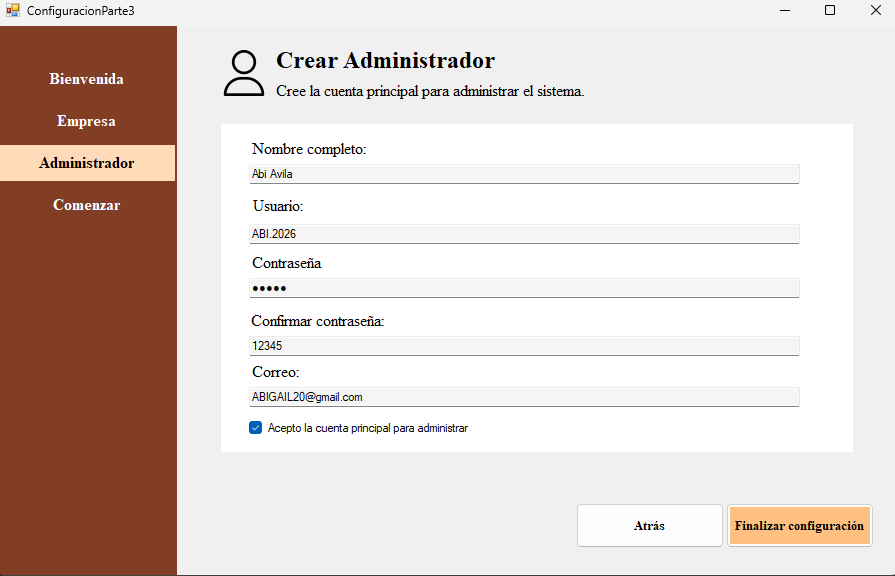 ConfiguracionParte3
Bienvenida
Empresa
Administrador
Comenzar
Crear Administrador
Cree la cuenta principal para administrar el sistema.
Nombre completo:
Abi Avila
Usuario:
ABI.2026
Contraseña
•••••
Confirmar contraseña:
12345
Correo:
ABIGAIL20@gmail.com
Acepto la cuenta principal para administrar
Atrás
Finalizar configuración